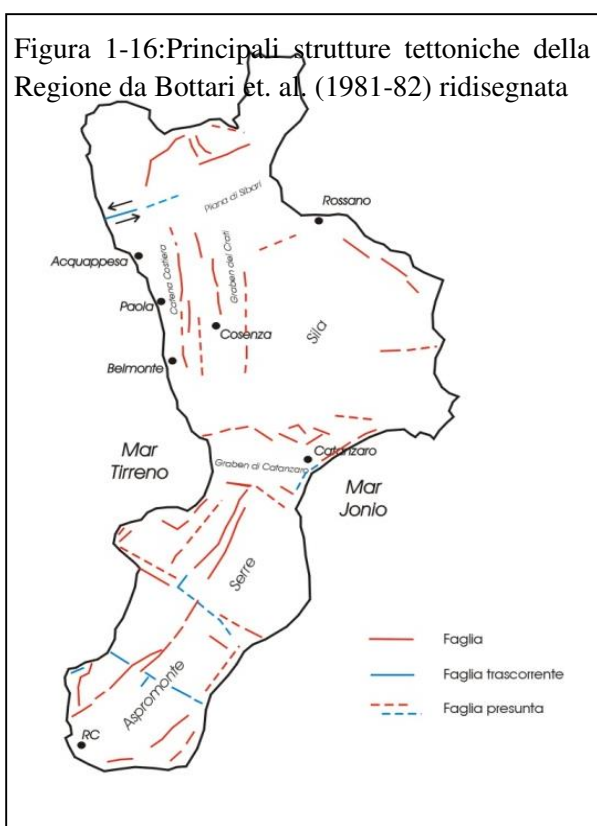 Figura 1-16:Principali strutture tettoniche della
Regione da Bottari et. al. (1981-82) ridisegnata
Piana di Sibari
Rossano
Acquappesa
Catena Costiera
Graben del Crati
Paola
Cosenza
Sila
Belmonte
Mar
Tirreno
Catanzaro
Graben di Catanzaro
Mar
Jonio
Serre
Faglia
Faglia trascorrente
Faglia presunta
Aspromonte
RC